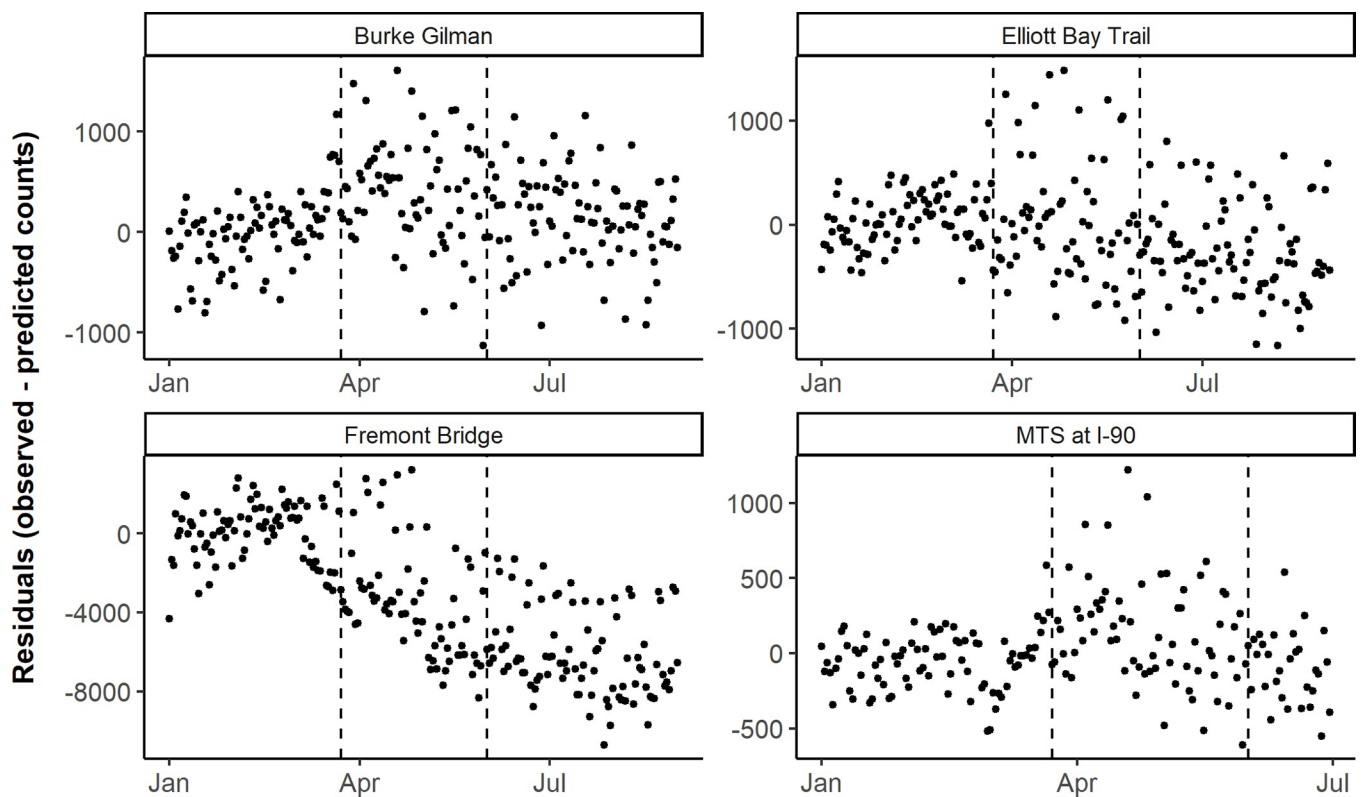 Residuals (observed - predicted counts)
Burke Gilman
1000
0
-1000
Jan Apr Jul
Elliott Bay Trail
1000
0
-1000
Jan Apr Jul
Fremont Bridge
0
-4000
-8000
Jan Apr Jul
MTS at I-90
1000
500
0
-500
Jan Apr Jul